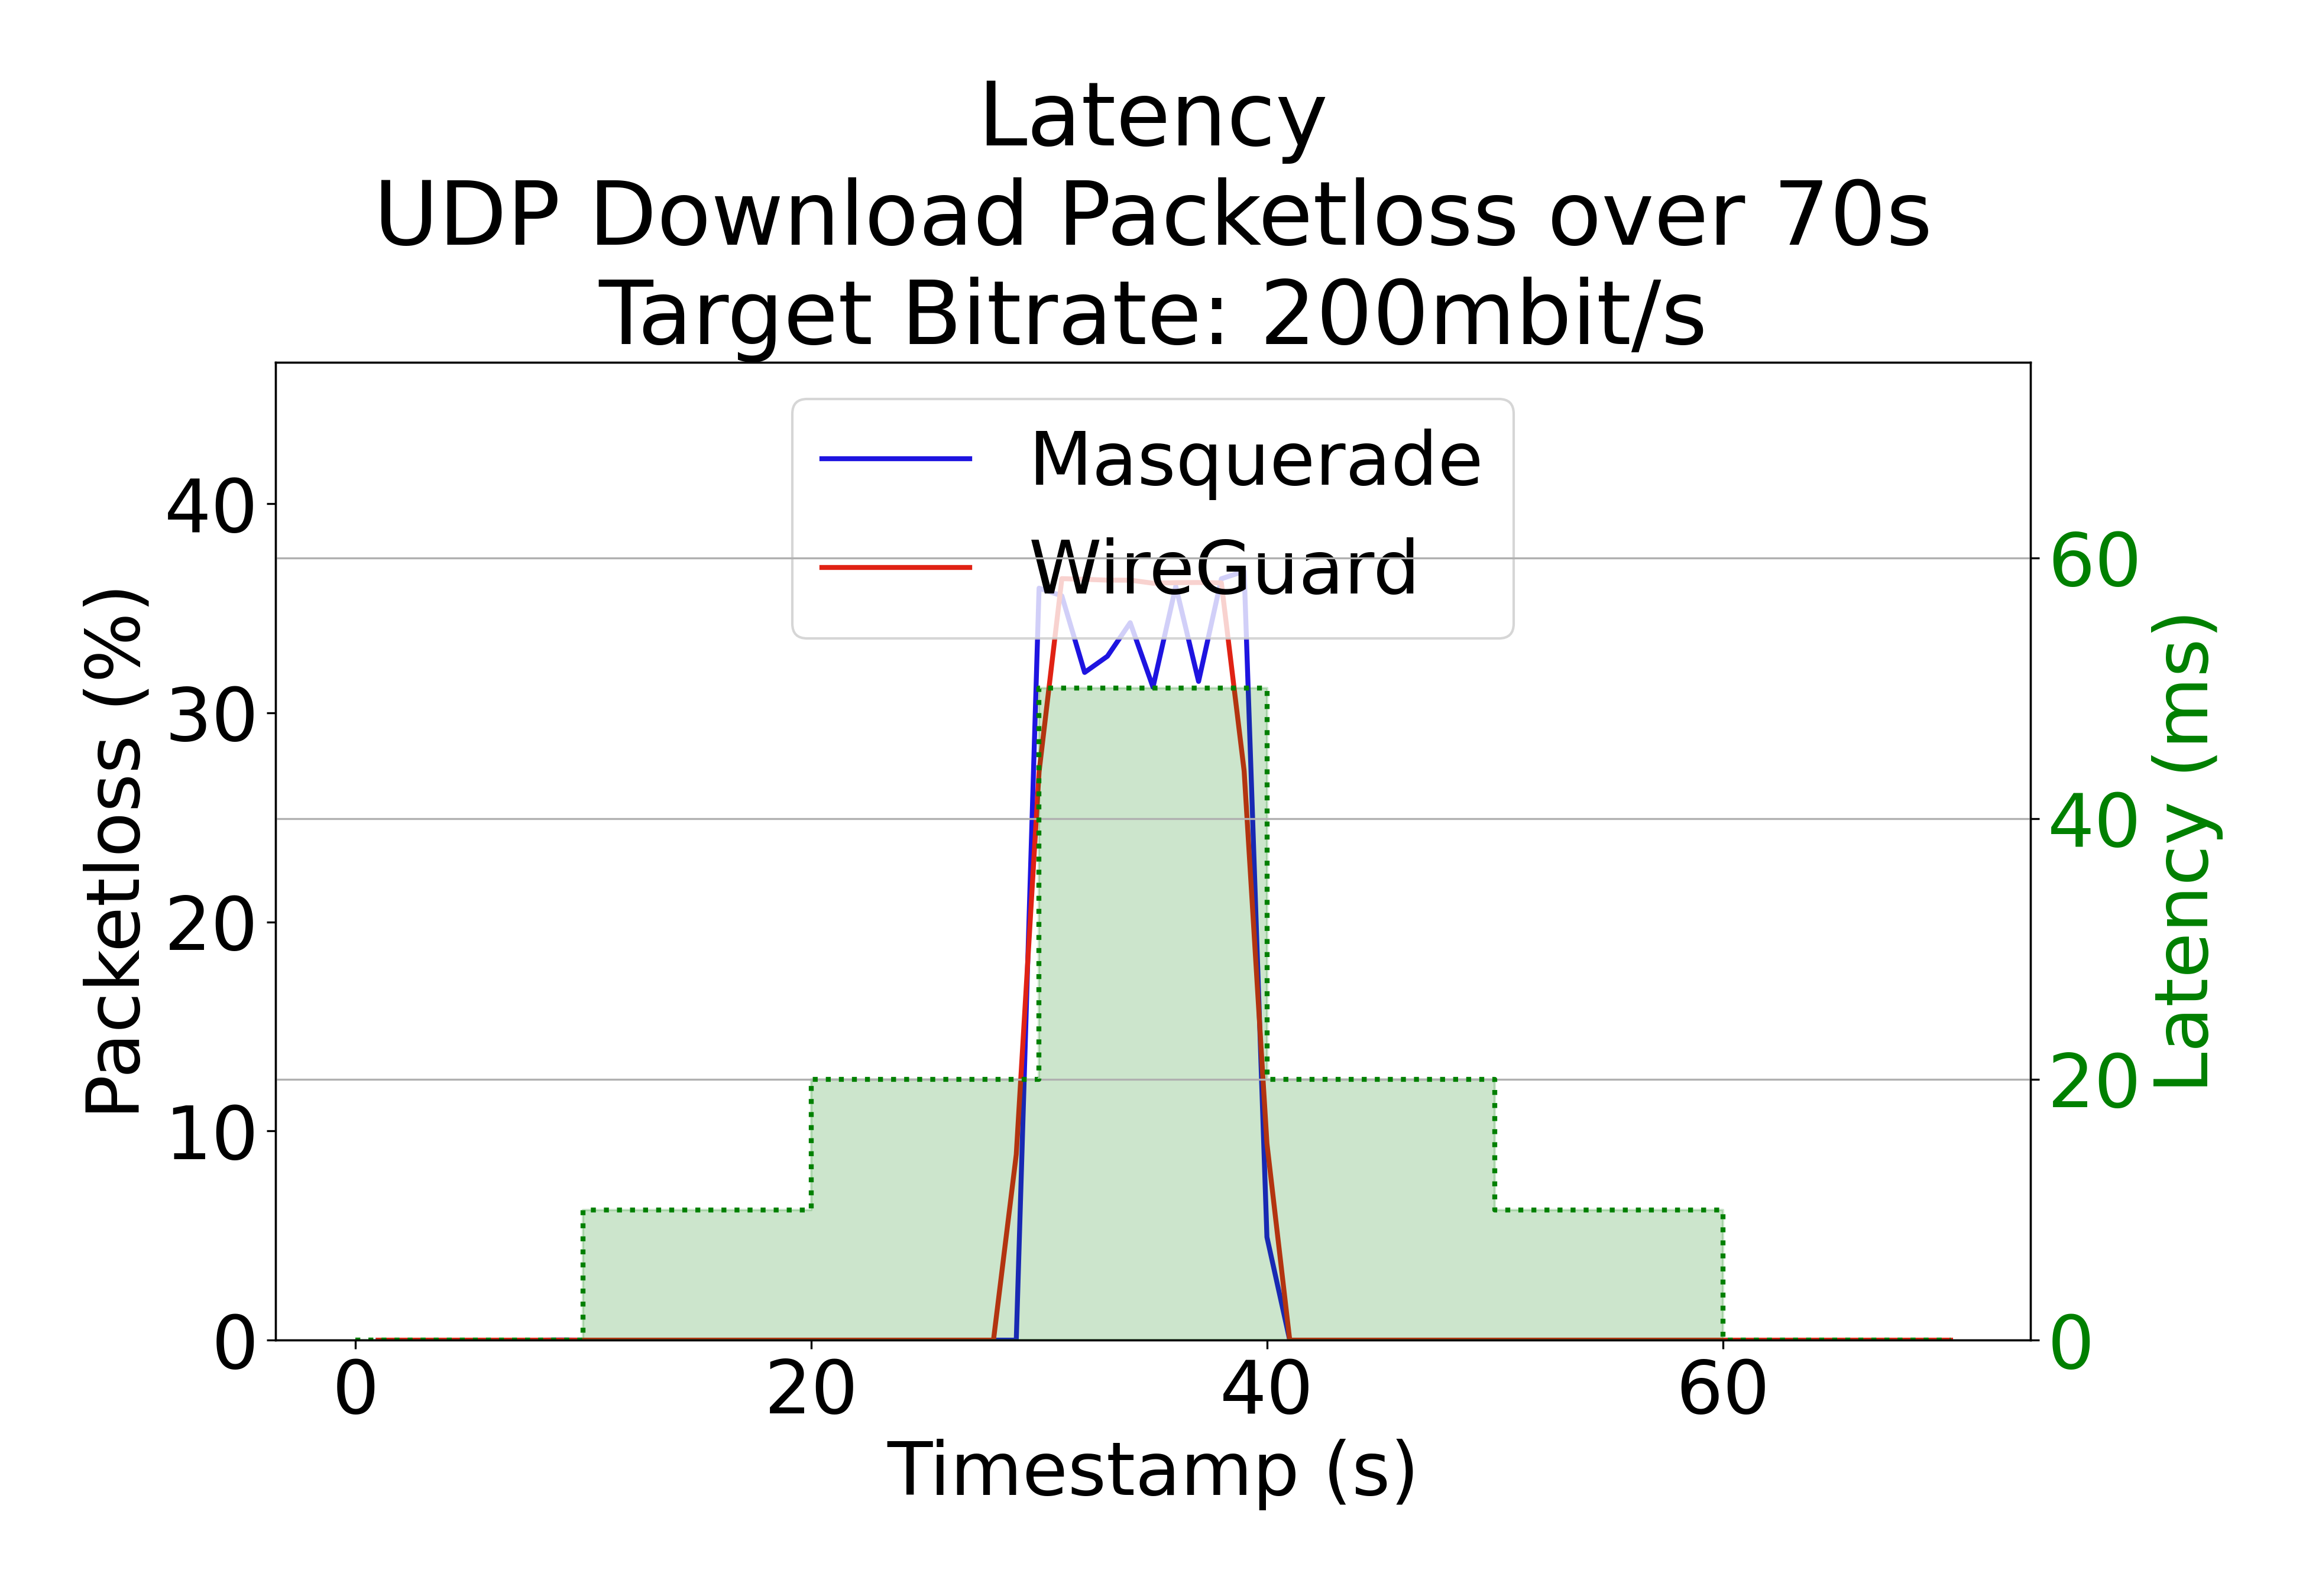 Latency
UDP Download Packetloss over 70s
Target Bitrate: 200mbit/s
Masquerade
WireGuard
Packetloss (%)
40
30
20
10
0
60
40
20
0
Latency (ms)
0
20
40
60
Timestamp (s)